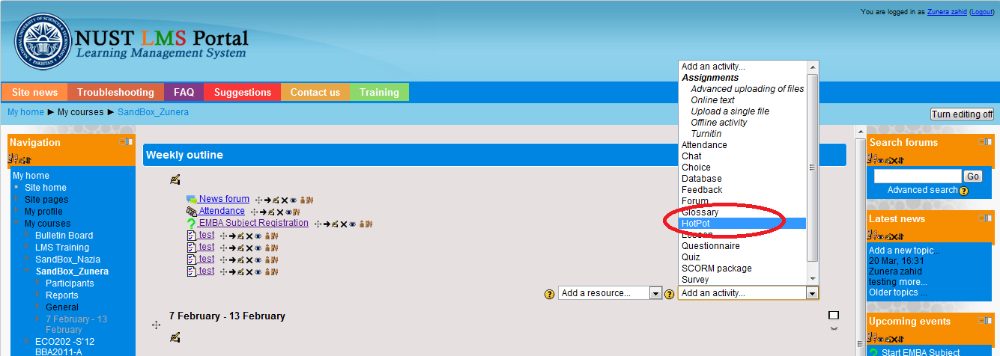 You are logged in as Zunera zahid (Logout)
NUST LMS Portal
Learning Management System
Site news Troubleshooting FAQ Suggestions Contact us Training
My home ► My courses ► SandBox_Zunera
Turn editing off
Navigation
My home
Site home
Site pages
My profile
My courses
Bulletin Board
LMS Training
SandBox_Nazia
SandBox_Zunera
Participants
Reports
General
7 February - 13
February
ECO202 -S'12
BBA2011-A
Weekly outline
News forum
Attendance
EMBA Subject Registration
test
test
test
test
Add a resource...
Add an activity...
Add an activity...
Assignments
Advanced uploading of files
Online text
Upload a single file
Offline activity
Turnitin
Attendance
Chat
Choice
Database
Feedback
Forum
Glossary
HotPot
Lesson
Questionnaire
Quiz
SCORM package
Survey
7 February - 13 February
Search forums
Go
Advanced search
Latest news
Add a new topic...
20 Mar, 16:31
Zunera zahid
testing more...
Older topics ...
Upcoming events
Start EMBA Subject